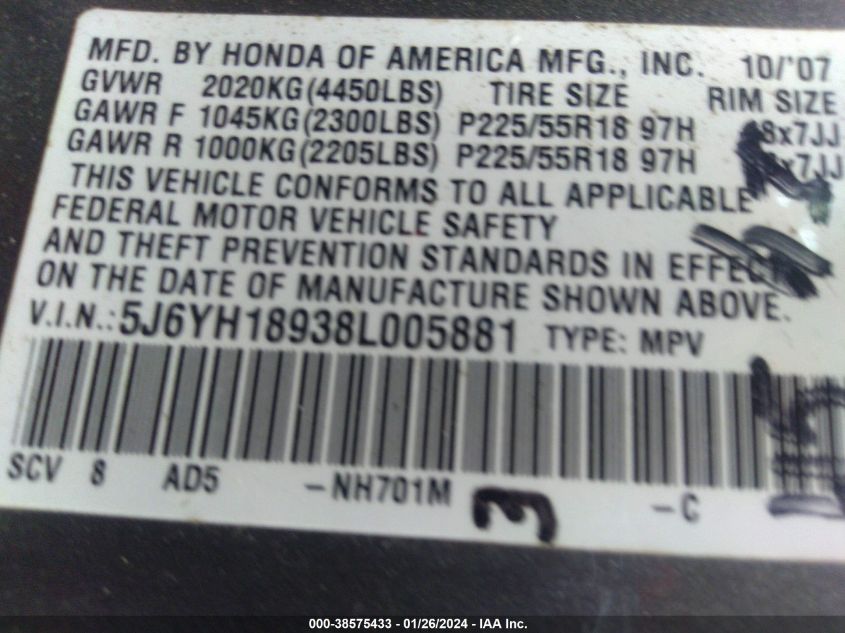 MFD. BY HONDA OF AMERICA MFG., INC. 10/'07
GVWR 2020KG(4450LBS) TIRE SIZE RIM SIZE
GAWR F 1045KG(2300LBS) P225/55R18 97H 8x7JJ
GAWR R 1000KG(2205LBS) P225/55R18 97H x7JJ
THIS VEHICLE CONFORMS TO ALL APPLICABLE
FEDERAL MOTOR VEHICLE SAFETY
AND THEFT PREVENTION STANDARDS IN EFFECT
ON THE DATE OF MANUFACTURE SHOWN ABOVE.
V.I.N.:5J6YH18938L005881 TYPE: MPV
SCV 8 AD5 -NH701M -C
000-38575433 - 01/26/2024 - IAA Inc.